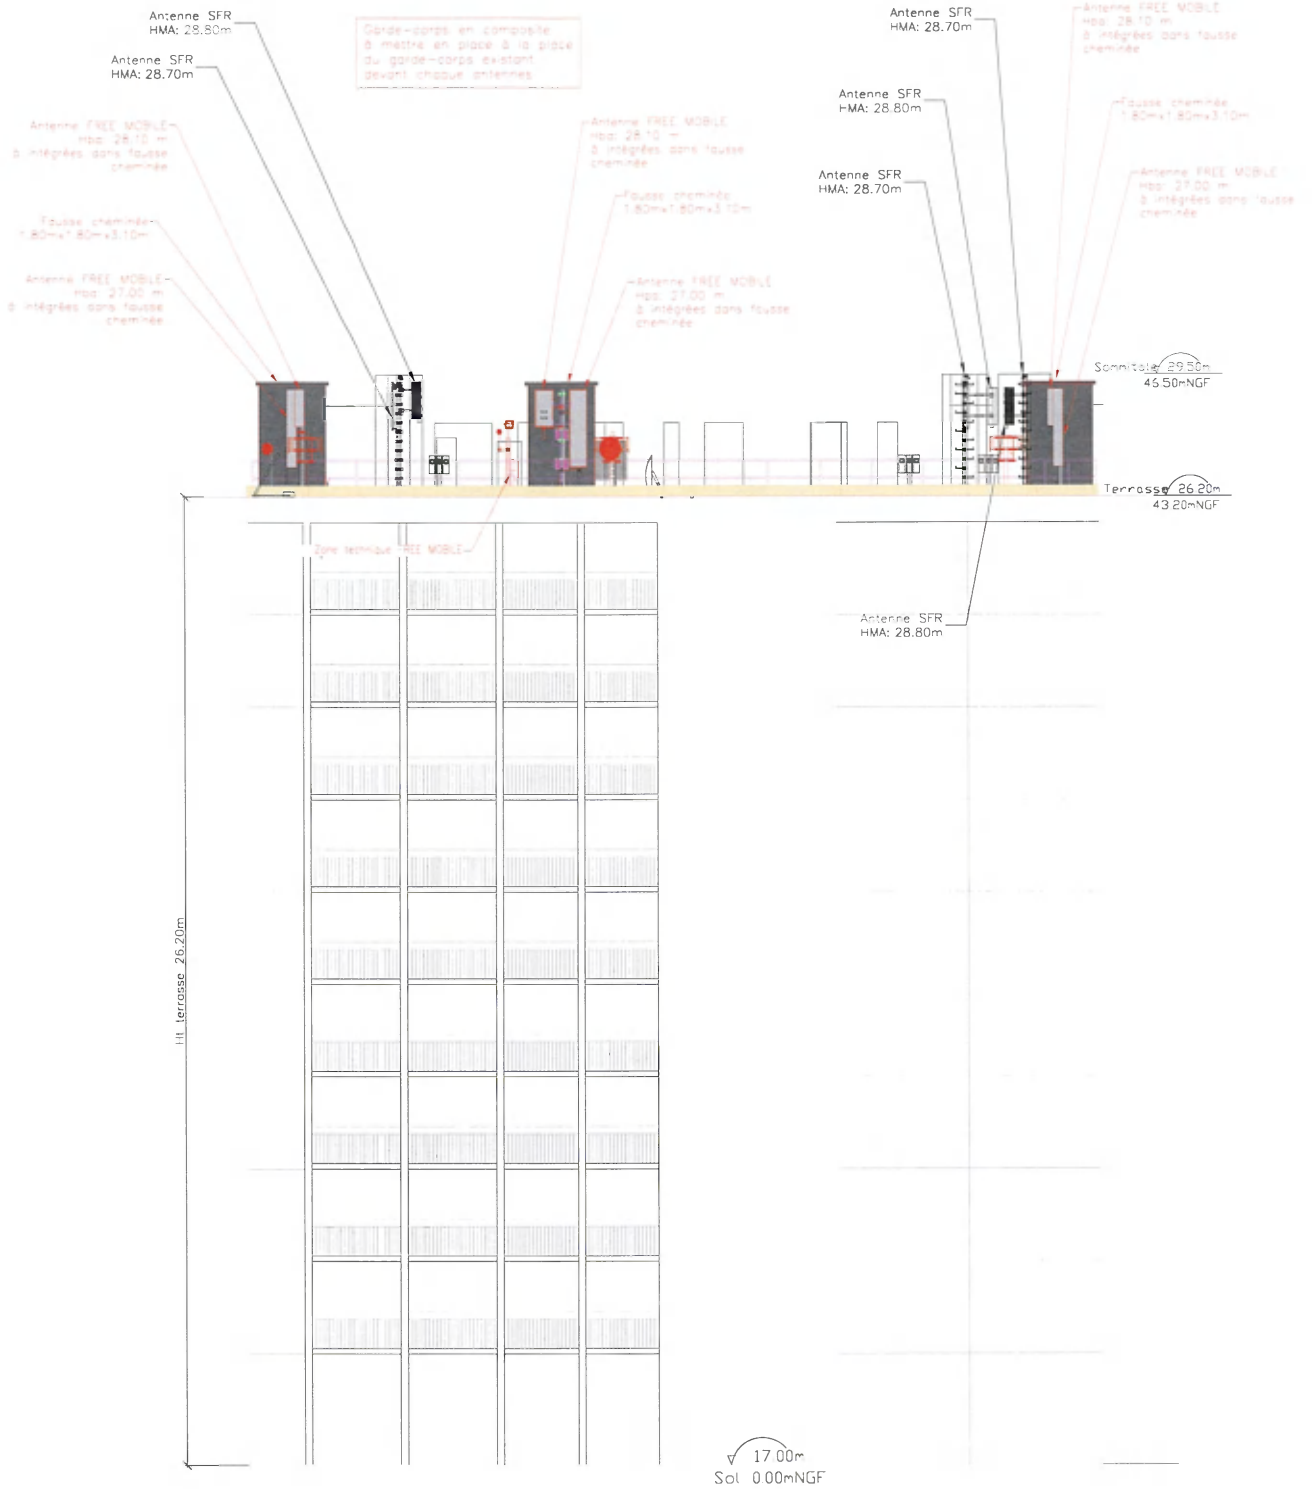 Antenne SFR
HMA: 28.80m
Antenne SFR
HMA: 28.70m
Garde-corps en composite
à mettre en place à la place
du garde-corps existant
devant chaque antennes
Antenne SFR
HMA: 28.70m
Antenne FREE MOBILE
Hba: 28.10 m
à intégrées dans fausse
cheminée
Antenne SFR
HMA: 28.80m
Fausse cheminée
1.80m×1.80m×3.10m
Antenne FREE MOBILE
Hba: 28.10 m
à intégrées dans fausse
cheminée
Antenne FREE MOBILE
Hba: 28.10 m
à intégrées dans fausse
cheminée
Antenne SFR
HMA: 28.70m
Antenne FREE MOBILE
Hba: 27.00 m
à intégrées dans fausse
cheminée
Fausse cheminée
1.80m×1.80m×3.10m
Fausse cheminée
1.80m×1.80m×3.10m
Antenne FREE MOBILE
Hba: 27.00 m
à intégrées dans fausse
cheminée
Antenne FREE MOBILE
Hba: 27.00 m
à intégrées dans fausse
cheminée
Sommitale 29.50m
46.50mNGF
Terrasse 26.20m
43.20mNGF
Zone technique FREE MOBILE
Antenne SFR
HMA: 28.80m
Ht terrasse 26.20m
17.00m
Sol 0.00mNGF